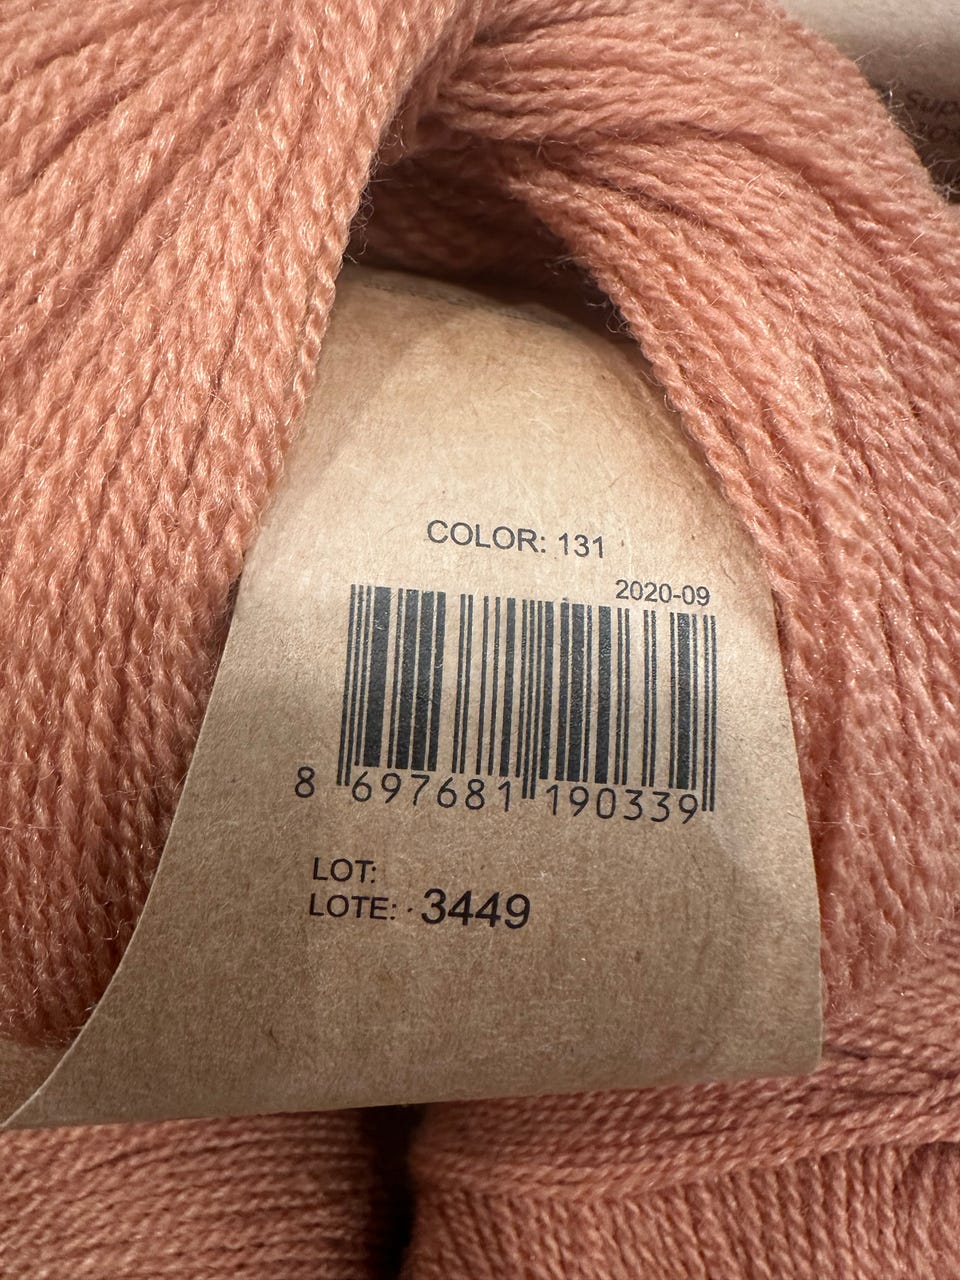 COLOR: 131
2020-09
8 697681 190339
LOT:
LOTE: 3449